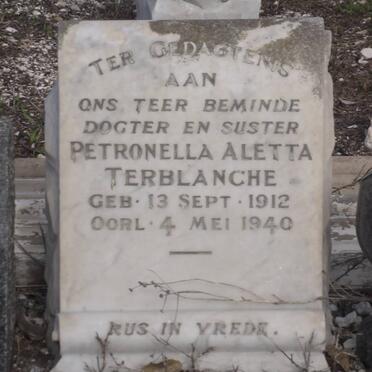 TER GEDAGTENIS
AAN
ONS TEER BEMINDE
DOGTER EN SUSTER
PETRONELLA ALETTA
TERBLANCHE
GEB · 13 SEPT · 1912
OORL · 4 MEI · 1940
RUS IN VREDE.